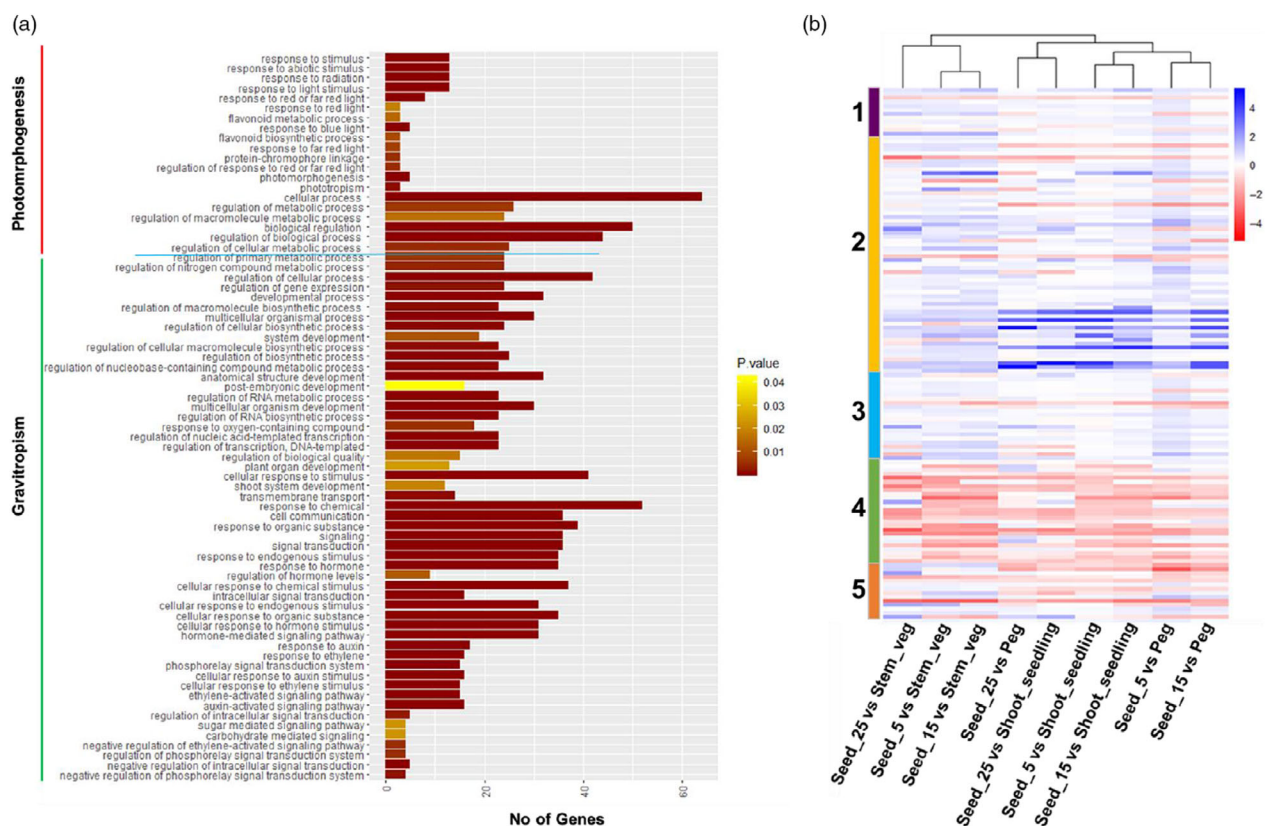 (a)
Photomrphogenesis
Gravitropism
response to stimulus
response to abiotic stimulus
response to radiation
response to light stimulus
response to red or far red light
response to red light
flavonoid metabolic process
response to blue light
flavonoid biosynthetic process
response to far red light
protein-chromophore linkage
regulation of response to red or far red light
photomorphogenesis
phototropism
cellular process
regulation of metabolic process
regulation of macromolecule metabolic process
biological regulation
regulation of biological process
regulation of cellular metabolic process
regulation of primary metabolic process
regulation of nitrogen compound metabolic process
regulation of cellular process
regulation of gene expression
developmental process
regulation of macromolecule biosynthetic process
multicellular organismal process
regulation of cellular biosynthetic process
system development
regulation of cellular macromolecule biosynthetic process
regulation of biosynthetic process
regulation of nucleobase-containing compound metabolic process
anatomical structure development
post-embryonic development
regulation of RNA metabolic process
multicellular organism development
regulation of RNA biosynthetic process
response to oxygen-containing compound
regulation of nucleic acid-templated transcription
regulation of transcription, DNA-templated
regulation of biological quality
plant organ development
cellular response to stimulus
shoot system development
transmembrane transport
response to chemical
cell communication
response to organic substance
signaling
signal transduction
response to endogenous stimulus
response to hormone
regulation of hormone levels
cellular response to chemical stimulus
intracellular signal transduction
cellular response to endogenous stimulus
cellular response to organic substance
cellular response to hormone stimulus
hormone-mediated signaling pathway
response to auxin
response to ethylene
phosphorelay signal transduction system
cellular response to auxin stimulus
cellular response to ethylene stimulus
ethylene-activated signaling pathway
auxin-activated signaling pathway
regulation of intracellular signal transduction
sugar mediated signaling pathway
carbohydrate mediated signaling
negative regulation of ethylene-activated signaling pathway
regulation of phosphorelay signal transduction system
negative regulation of intracellular signal transduction
negative regulation of phosphorelay signal transduction system
0 20 40 60
No of Genes
P.value
0.04
0.03
0.02
0.01
(b)
1
2
3
4
5
4
2
0
−2
−4
Seed_25 vs Stem_veg
Seed_5 vs Stem_veg
Seed_15 vs Stem_veg
Seed_25 vs Peg
Seed_25 vs Shoot_seedling
Seed_5 vs Shoot_seedling
Seed_15 vs Shoot_seedling
Seed_5 vs Peg
Seed_15 vs Peg